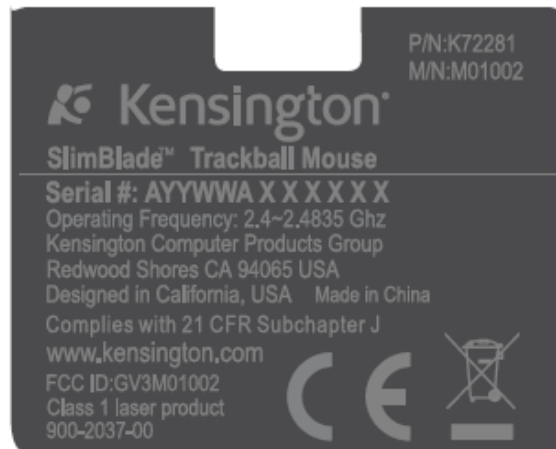 P/N:K72281
M/N:M01002
Kensington
SlimBlade™ Trackball Mouse
Serial #: AYYWWA X X X X X X
Operating Frequency: 2.4~2.4835 Ghz
Kensington Computer Products Group
Redwood Shores CA 94065 USA
Designed in California, USA Made in China
Complies with 21 CFR Subchapter J
www.kensington.com
FCC ID:GV3M01002
Class 1 laser product
900-2037-00
CE